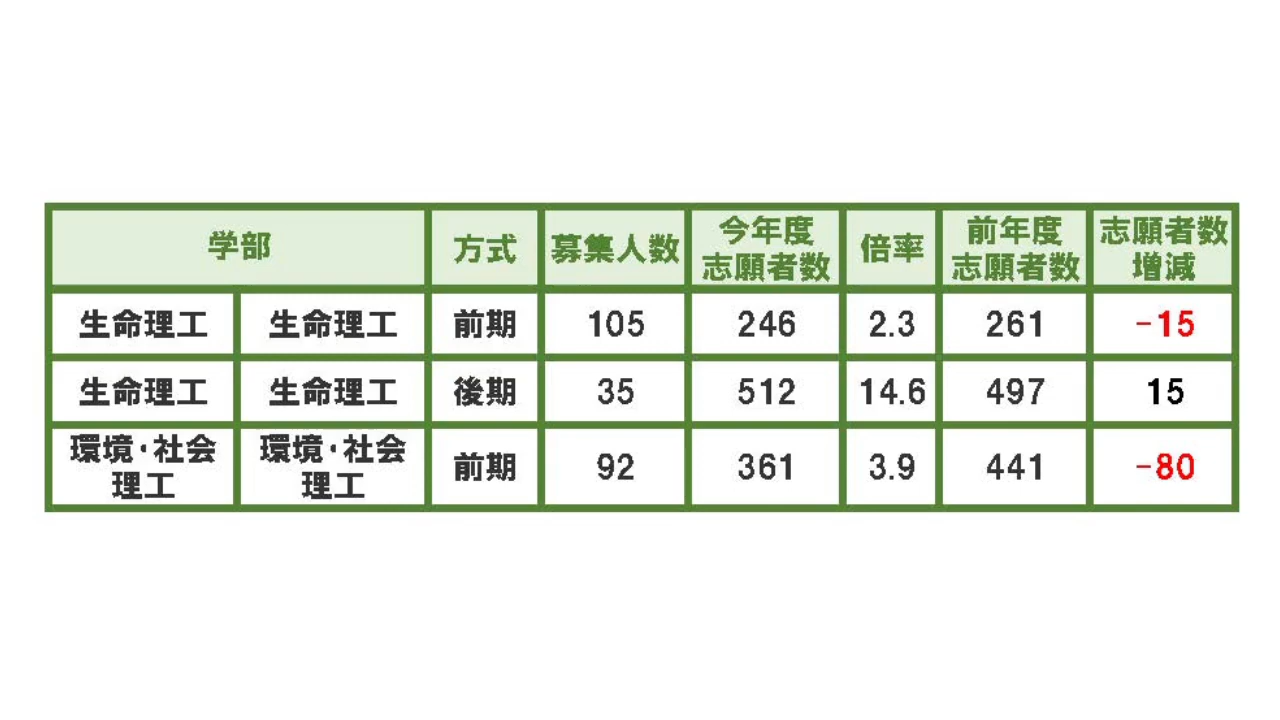 学部 方式 募集人数 今年度志願者数 倍率 前年度志願者数 志願者数増減
生命理工 生命理工 前期 105 246 2.3 261 -15
生命理工 生命理工 後期 35 512 14.6 497 15
環境・社会理工 環境・社会理工 前期 92 361 3.9 441 -80